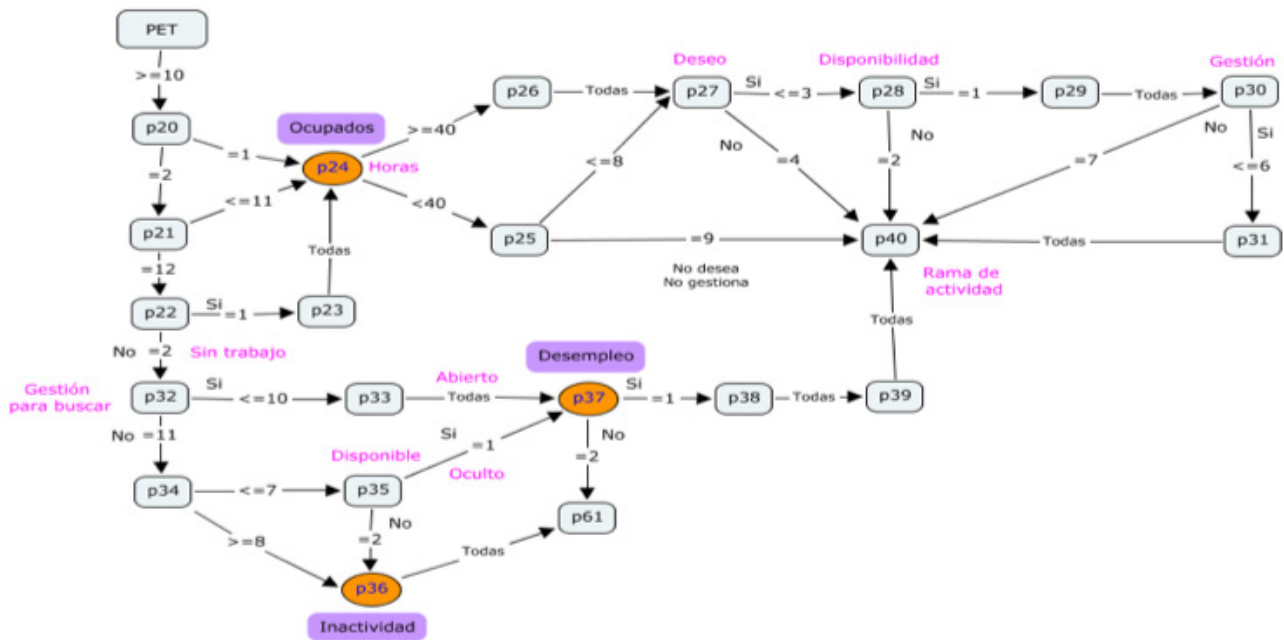 PET
>=10
p20
=1
=2
Ocupados
p24
Horas
>=40
<40
p26
Todas
Deseo
p27
Si
<=3
Disponibilidad
p28
Si
=1
p29
Todas
Gestión
p30
No
Si
<=6
=7
<=8
No
=4
No
=2
p21
<=11
=12
Todas
p25
=9
No desea
No gestiona
p40
Todas
p31
Rama de
actividad
p22
Si
=1
p23
No
=2
Sin trabajo
Gestión
para buscar
p32
Si
<=10
p33
Abierto
Todas
Desempleo
p37
Si
=1
p38
Todas
p39
Todas
No
=11
Si
=1
No
=2
Disponible
Oculto
p34
<=7
p35
p61
>=8
No
=2
Todas
p36
Inactividad